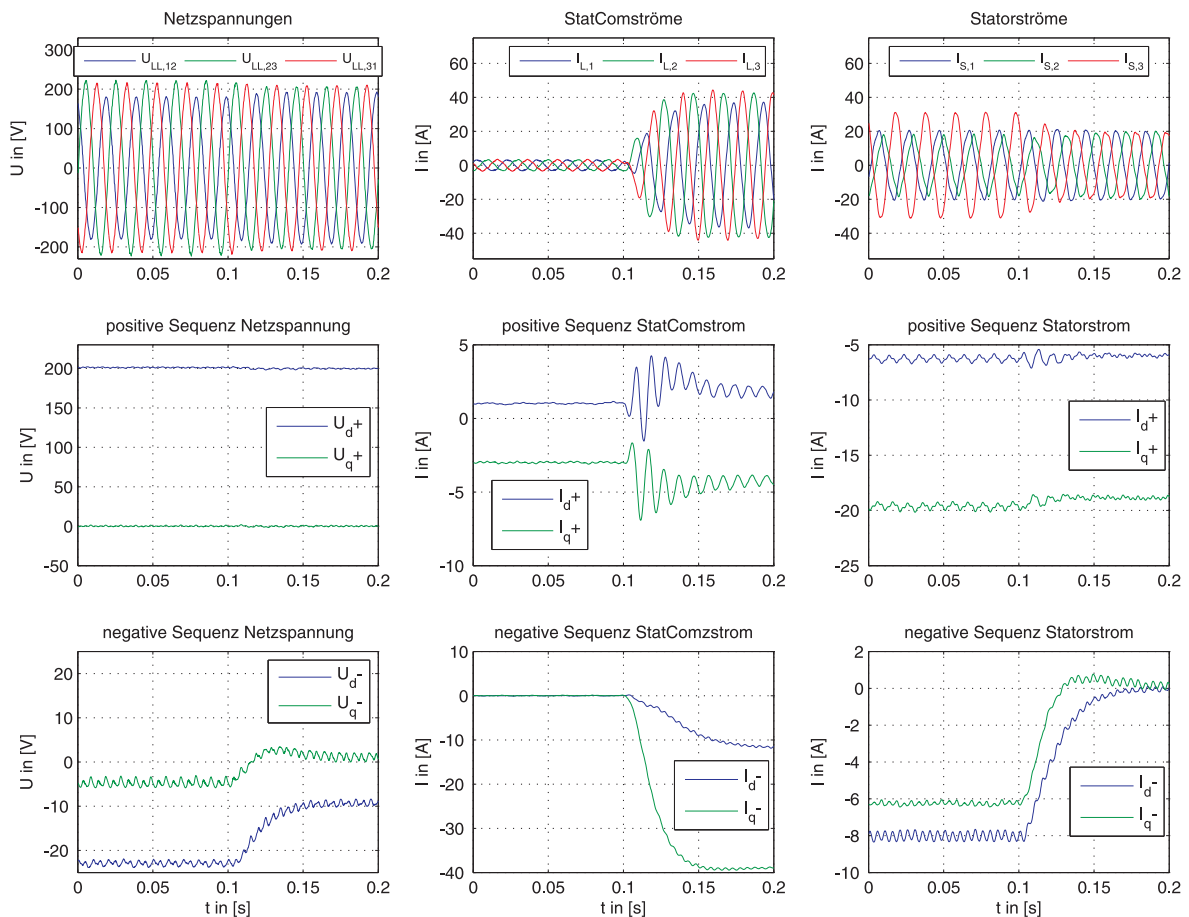 Netzspannungen
U_LL,12 U_LL,23 U_LL,31
U in [V]
300
200
100
0
-100
-200
0 0.05 0.1 0.15 0.2
StatComströme
I_L,1 I_L,2 I_L,3
I in [A]
60
40
20
0
-20
-40
0 0.05 0.1 0.15 0.2
Statorströme
I_S,1 I_S,2 I_S,3
I in [A]
60
40
20
0
-20
-40
0 0.05 0.1 0.15 0.2
positive Sequenz Netzspannung
U in [V]
200
150
100
50
0
-50
U_d+
U_q+
0 0.05 0.1 0.15 0.2
positive Sequenz StatComstrom
I in [A]
5
0
-5
-10
I_d+
I_q+
0 0.05 0.1 0.15 0.2
positive Sequenz Statorstrom
I in [A]
-5
-10
-15
-20
-25
I_d+
I_q+
0 0.05 0.1 0.15 0.2
negative Sequenz Netzspannung
U in [V]
20
10
0
-10
-20
U_d-
U_q-
0 0.05 0.1 0.15 0.2
t in [s]
negative Sequenz StatComzstrom
I in [A]
10
0
-10
-20
-30
-40
I_d-
I_q-
0 0.05 0.1 0.15 0.2
t in [s]
negative Sequenz Statorstrom
I in [A]
2
0
-2
-4
-6
-8
-10
I_d-
I_q-
0 0.05 0.1 0.15 0.2
t in [s]